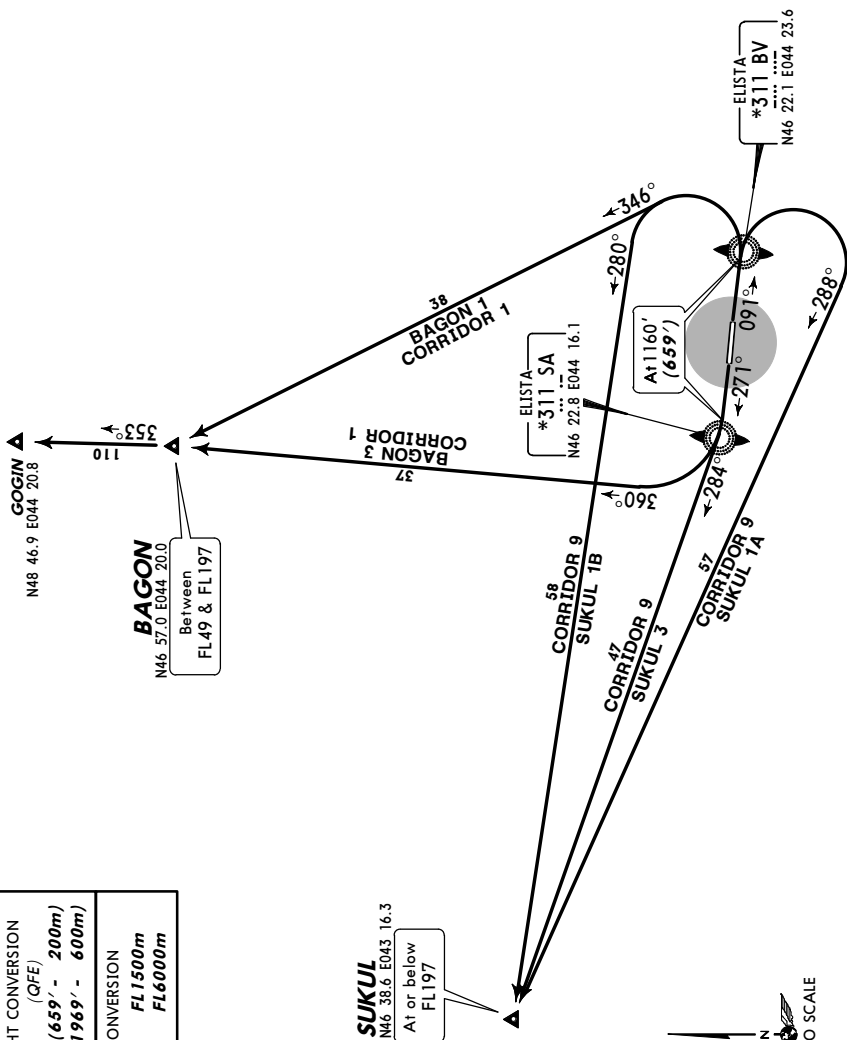 GOGIN
N48 46.9 E044 20.8
353°
110
BAGON
N46 57.0 E044 20.0
Between
FL49 & FL197
38
BAGON 1
CORRIDOR 1
37
BAGON 3
CORRIDOR 1
346°
280°
360°
ELISTA
*311 SA
N46 22.8 E044 16.1
At 1160'
(659')
ELISTA
*311 BV
N46 22.1 E044 23.6
091°
271°
284°
288°
58
CORRIDOR 9
SUKUL 1B
47
CORRIDOR 9
SUKUL 3
57
CORRIDOR 9
SUKUL 1A
SUKUL
N46 38.6 E043 16.3
At or below
FL197
HT CONVERSION
(QFE)
(659' - 200m)
1969' - 600m)
ONVERSION
FL1500m
FL6000m
N
O SCALE